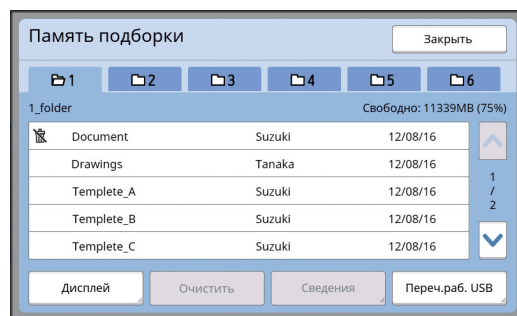 Память подборки
Закрыть
1 2 3 4 5 6
1_folder Свободно: 11339MB (75%)
Document Suzuki 12/08/16
Drawings Tanaka 12/08/16
Templete_A Suzuki 12/08/16
Templete_B Suzuki 12/08/16
Templete_C Suzuki 12/08/16
1
/
2
Дисплей Очистить Сведения Переч.раб. USB